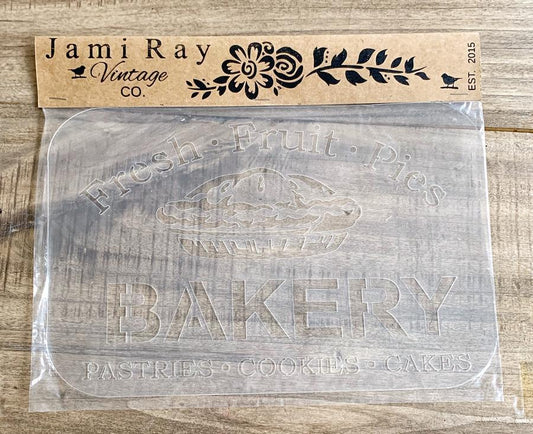 Jami Ray
Vintage
CO.
EST. 2015
Fresh · Fruit · Pies
BAKERY
PASTRIES · COOKIES · CAKES